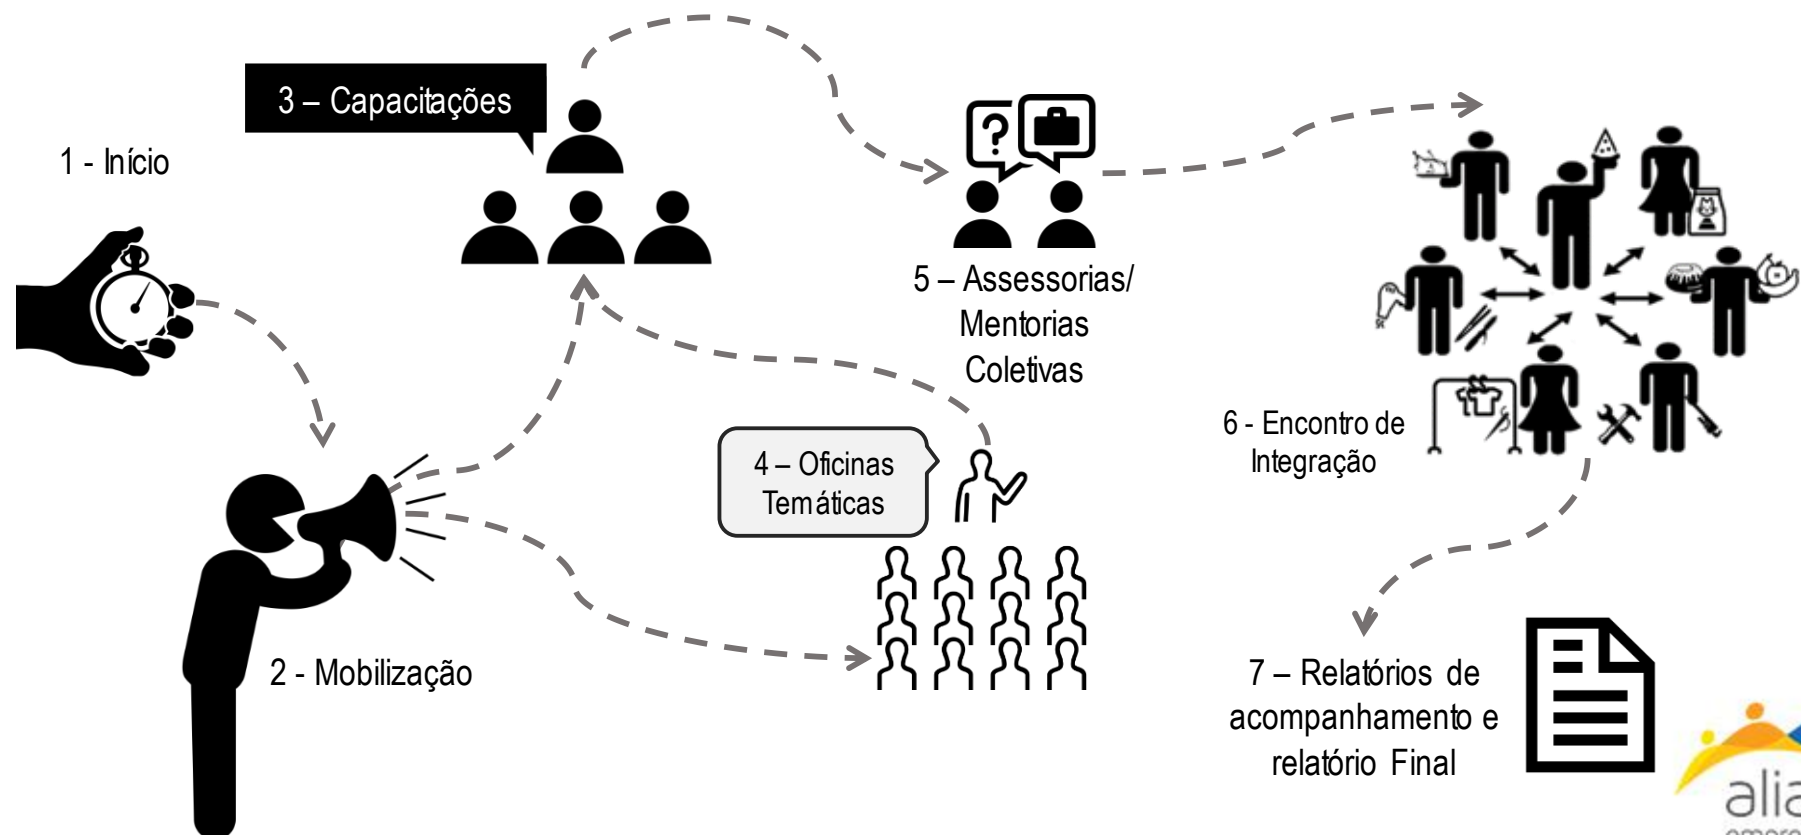 1 - Início
2 - Mobilização
3 – Capacitações
4 – Oficinas
Temáticas
5 – Assessorias/
Mentorias
Coletivas
6 - Encontro de
Integração
7 – Relatórios de
acompanhamento e
relatório Final
?
alia